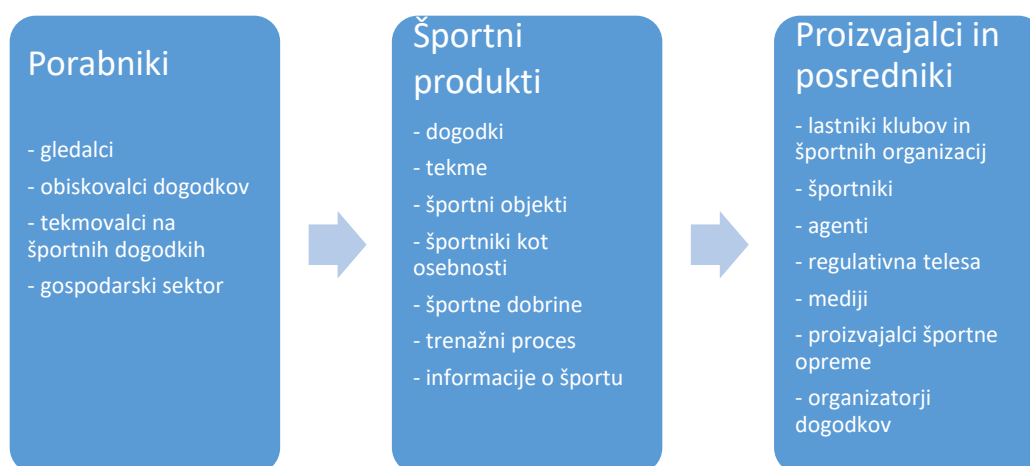 Porabniki
- gledalci
- obiskovalci dogodkov
- tekmovalci na
športnih dogodkih
- gospodarski sektor
Športni
produkti
- dogodki
- tekme
- športni objekti
- športniki kot
osebnosti
- športne dobrine
- trenažni proces
- informacije o športu
Proizvajalci in
posredniki
- lastniki klubov in
športnih organizacij
- športniki
- agenti
- regulativna telesa
- mediji
- proizvajalci športne
opreme
- organizatorji
dogodkov